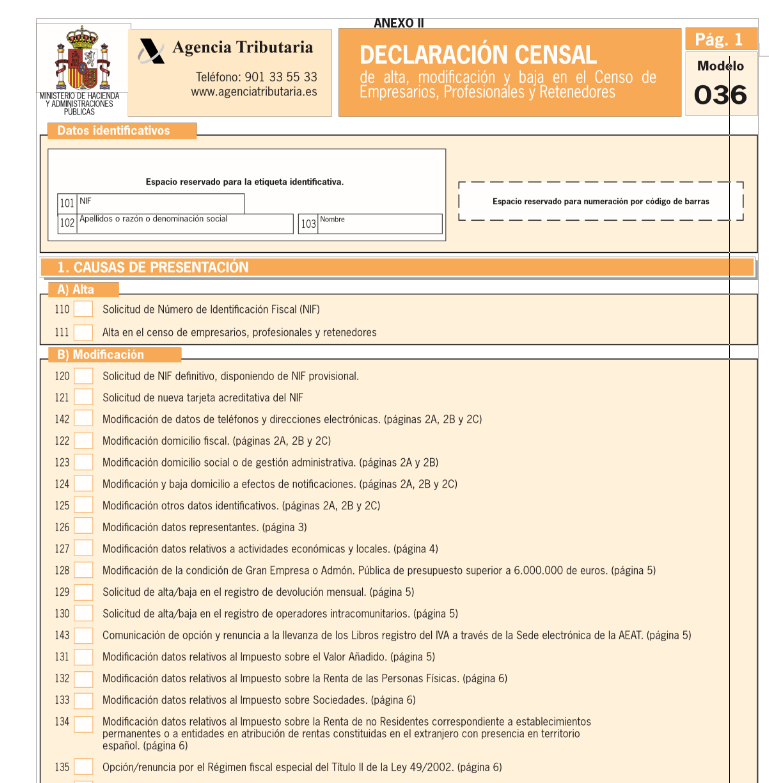 ANEXO II
MINISTERIO DE HACIENDA
Y ADMINISTRACIONES
PÚBLICAS
Agencia Tributaria
Teléfono: 901 33 55 33
www.agenciatributaria.es
DECLARACIÓN CENSAL
de alta, modificación y baja en el Censo de
Empresarios, Profesionales y Retenedores
Pág. 1
Modelo
036
Datos identificativos
Espacio reservado para la etiqueta identificativa.
101 NIF
102 Apellidos o razón o denominación social
103 Nombre
Espacio reservado para numeración por código de barras
1. CAUSAS DE PRESENTACIÓN
A) Alta
110 Solicitud de Número de Identificación Fiscal (NIF)
111 Alta en el censo de empresarios, profesionales y retenedores
B) Modificación
120 Solicitud de NIF definitivo, disponiendo de NIF provisional.
121 Solicitud de nueva tarjeta acreditativa del NIF
142 Modificación de datos de teléfonos y direcciones electrónicas. (páginas 2A, 2B y 2C)
122 Modificación domicilio fiscal. (páginas 2A, 2B y 2C)
123 Modificación domicilio social o de gestión administrativa. (páginas 2A y 2B)
124 Modificación y baja domicilio a efectos de notificaciones. (páginas 2A, 2B y 2C)
125 Modificación otros datos identificativos. (páginas 2A, 2B y 2C)
126 Modificación datos representantes. (página 3)
127 Modificación datos relativos a actividades económicas y locales. (página 4)
128 Modificación de la condición de Gran Empresa o Admón. Pública de presupuesto superior a 6.000.000 de euros. (página 5)
129 Solicitud de alta/baja en el registro de devolución mensual. (página 5)
130 Solicitud de alta/baja en el registro de operadores intracomunitarios. (página 5)
143 Comunicación de opción y renuncia a la llevanza de los Libros registro del IVA a través de la Sede electrónica de la AEAT. (página 5)
131 Modificación datos relativos al Impuesto sobre el Valor Añadido. (página 5)
132 Modificación datos relativos al Impuesto sobre la Renta de las Personas Físicas. (página 6)
133 Modificación datos relativos al Impuesto sobre Sociedades. (página 6)
134 Modificación datos relativos al Impuesto sobre la Renta de no Residentes correspondiente a establecimientos
permanentes o a entidades en atribución de rentas constituidas en el extranjero con presencia en territorio
español. (página 6)
135 Opción/renuncia por el Régimen fiscal especial del Título II de la Ley 49/2002. (página 6)